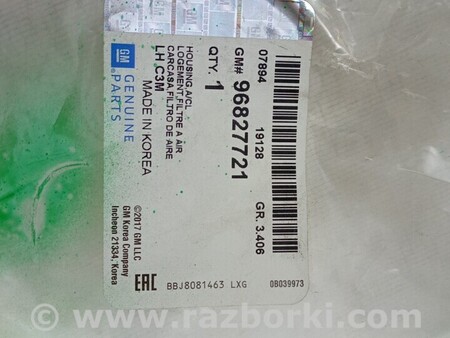 07894 19128 GR. 3.406
GM# 96827721
QTY. 1
HOUSING,A/CL
LOGEMENT,FILTRE A AIR
CARCASA,FILTRO DE AIRE
LH C3M
MADE IN KOREA
GM
GENUINE
PARTS
©2017 GM LLC
GM Korea Company
Incheon 21334, Korea
EAC
BBJ8081463 LXG
0B039973
© www.razborki.com